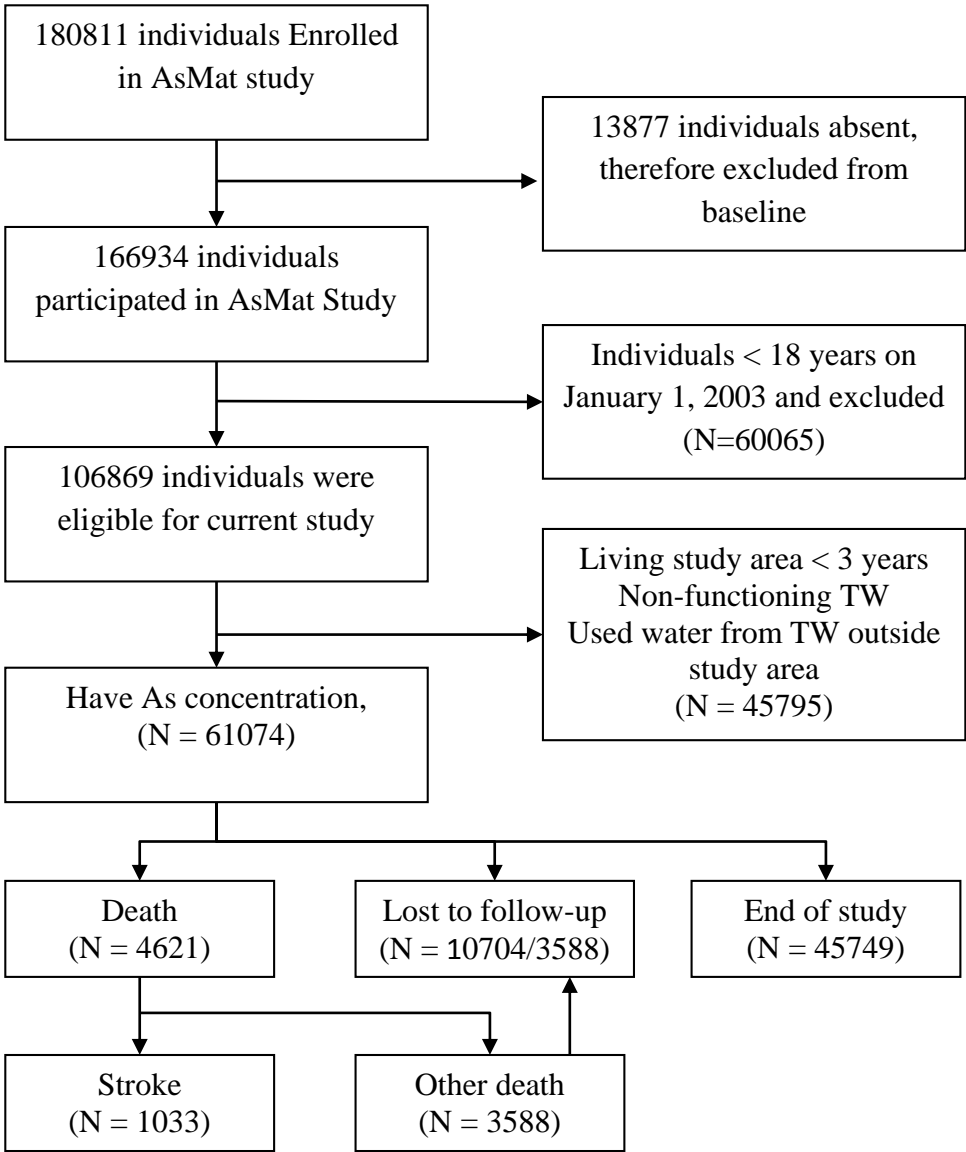 180811 individuals Enrolled
in AsMat study
13877 individuals absent,
therefore excluded from
baseline
166934 individuals
participated in AsMat Study
Individuals < 18 years on
January 1, 2003 and excluded
(N=60065)
106869 individuals were
eligible for current study
Living study area < 3 years
Non-functioning TW
Used water from TW outside
study area
(N = 45795)
Have As concentration,
(N = 61074)
Death
(N = 4621)
Lost to follow-up
(N = 10704/3588)
End of study
(N = 45749)
Stroke
(N = 1033)
Other death
(N = 3588)